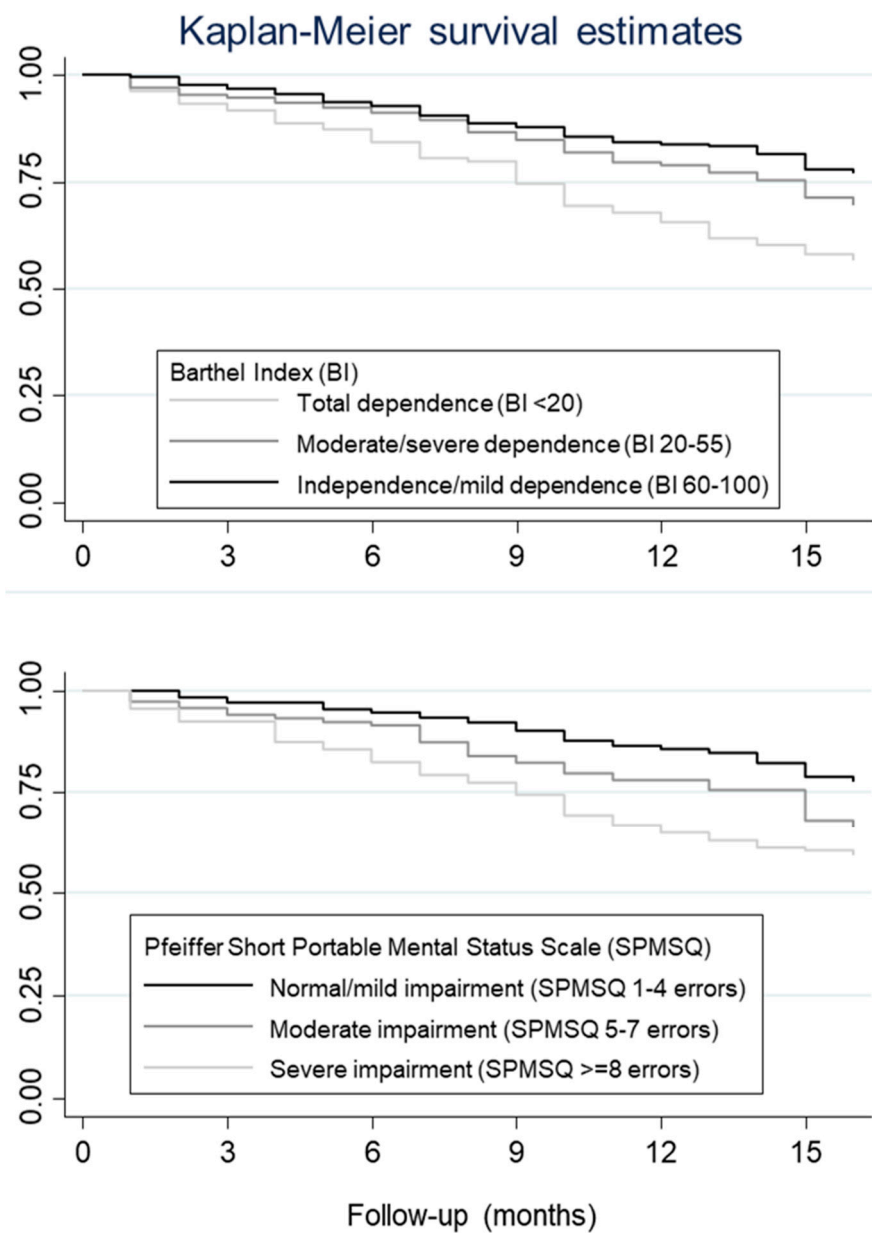 Kaplan-Meier survival estimates
1.00
0.75
0.50
0.25
0.00
Barthel Index (BI)
Total dependence (BI <20)
Moderate/severe dependence (BI 20-55)
Independence/mild dependence (BI 60-100)
0 3 6 9 12 15
1.00
0.75
0.50
0.25
0.00
Pfeiffer Short Portable Mental Status Scale (SPMSQ)
Normal/mild impairment (SPMSQ 1-4 errors)
Moderate impairment (SPMSQ 5-7 errors)
Severe impairment (SPMSQ >=8 errors)
0 3 6 9 12 15
Follow-up (months)